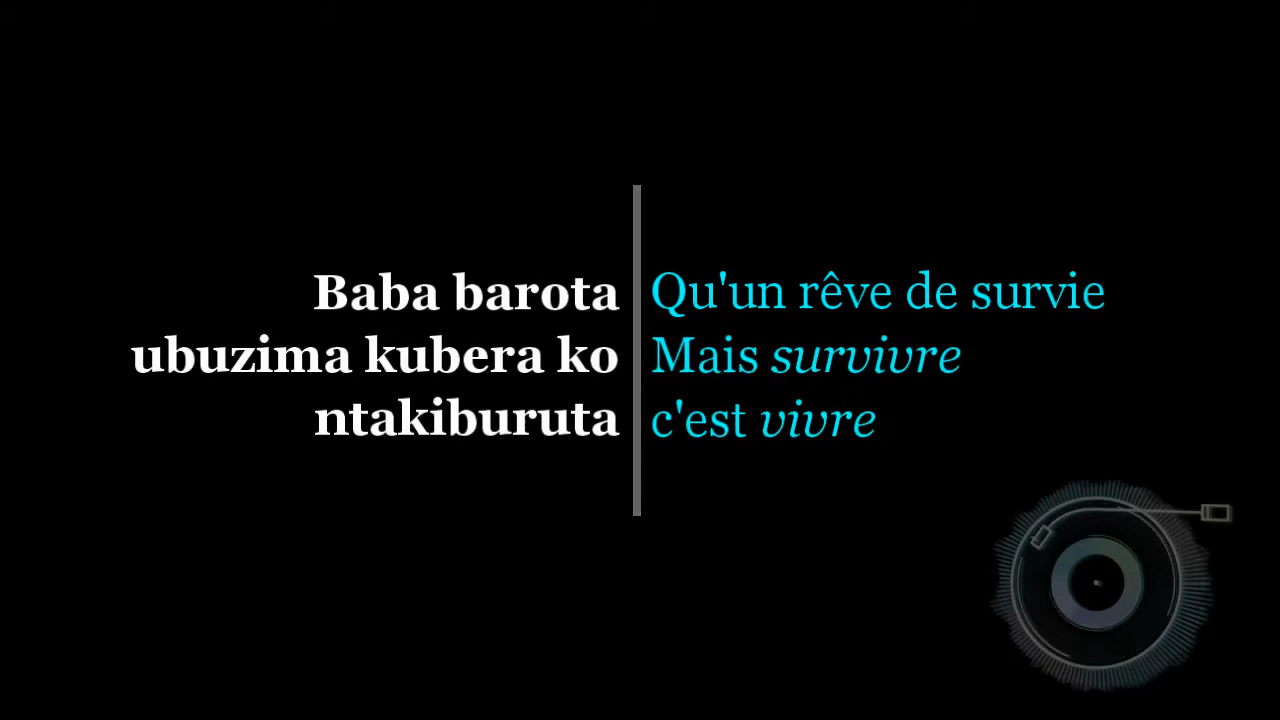 Baba barota
ubuzima kubera ko
ntakiburuta
Qu'un rêve de survie
Mais survivre
c'est vivre